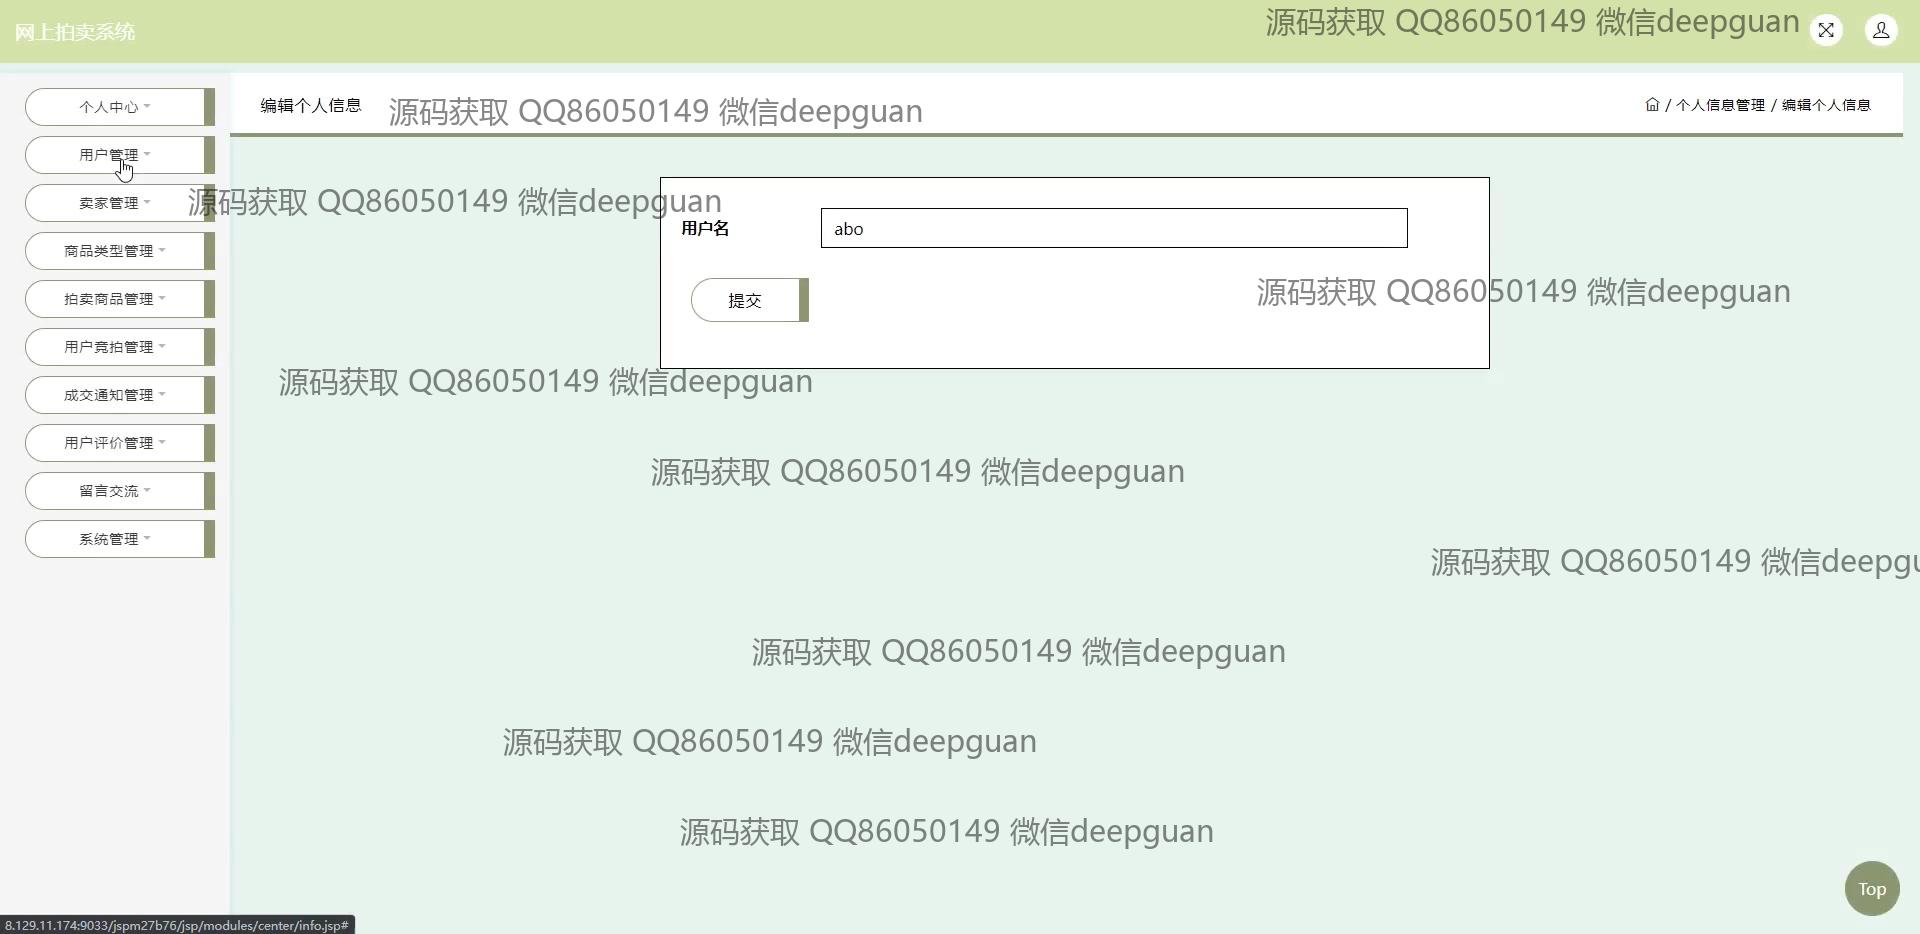 网上拍卖系统
源码获取 QQ86050149 微信deepguan
个人中心
编辑个人信息
源码获取 QQ86050149 微信deepguan
/ 个人信息管理 / 编辑个人信息
用户管理
卖家管理
源码获取 QQ86050149 微信deepguan
用户名
abo
商品类型管理
拍卖商品管理
提交
源码获取 QQ86050149 微信deepguan
用户竞拍管理
源码获取 QQ86050149 微信deepguan
成交通知管理
用户评价管理
源码获取 QQ86050149 微信deepguan
留言交流
系统管理
源码获取 QQ86050149 微信deepgu
源码获取 QQ86050149 微信deepguan
源码获取 QQ86050149 微信deepguan
源码获取 QQ86050149 微信deepguan
Top
8.129.11.174:9033/jspm27b76/jsp/modules/center/info.jsp#